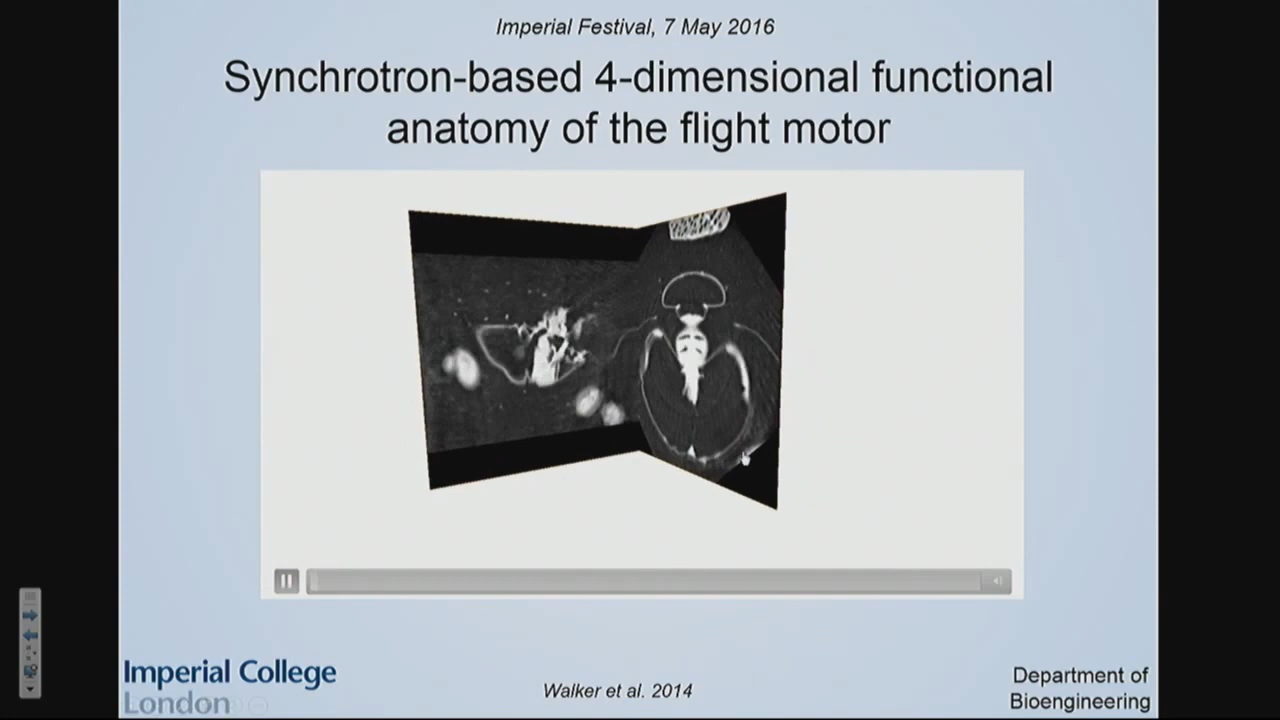 Imperial Festival, 7 May 2016
Synchrotron-based 4-dimensional functional
anatomy of the flight motor
Imperial College
London
Walker et al. 2014
Department of
Bioengineering